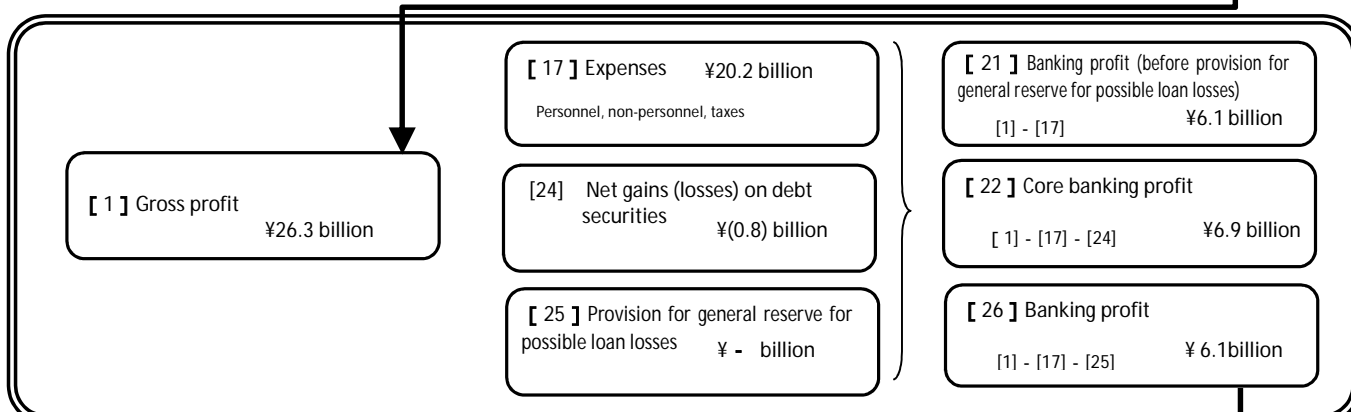 [ 1 ] Gross profit
¥26.3 billion
[ 17 ] Expenses ¥20.2 billion
Personnel, non-personnel, taxes
[24] Net gains (losses) on debt
securities ¥(0.8) billion
[ 25 ] Provision for general reserve for
possible loan losses ¥ - billion
[ 21 ] Banking profit (before provision for
general reserve for possible loan losses)
[1] - [17] ¥6.1 billion
[ 22 ] Core banking profit
[ 1] - [17] - [24] ¥6.9 billion
[ 26 ] Banking profit
[1] - [17] - [25] ¥ 6.1billion